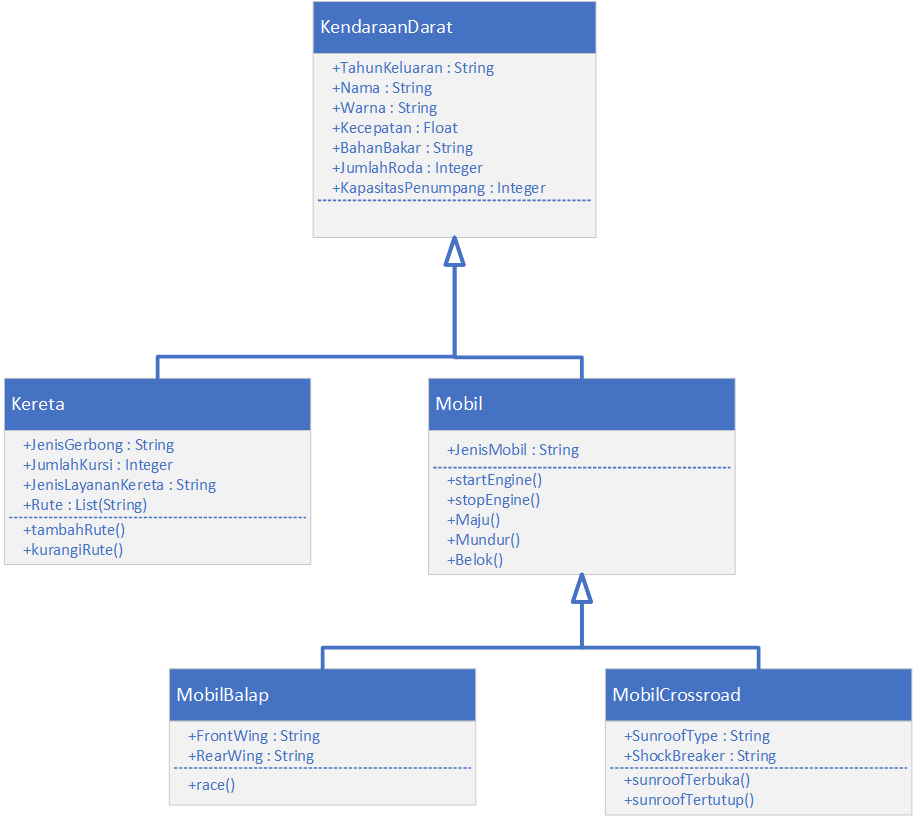 KendaraanDarat
+TahunKeluaran : String
+Nama : String
+Warna : String
+Kecepatan : Float
+BahanBakar : String
+JumlahRoda : Integer
+KapasitasPenumpang : Integer
Kereta
+JenisGerbong : String
+JumlahKursi : Integer
+JenisLayananKereta : String
+Rute : List(String)
+tambahRute()
+kurangiRute()
Mobil
+JenisMobil : String
+startEngine()
+stopEngine()
+Maju()
+Mundur()
+Belok()
MobilBalap
+FrontWing : String
+RearWing : String
+race()
MobilCrossroad
+SunroofType : String
+ShockBreaker : String
+sunroofTerbuka()
+sunroofTertutup()